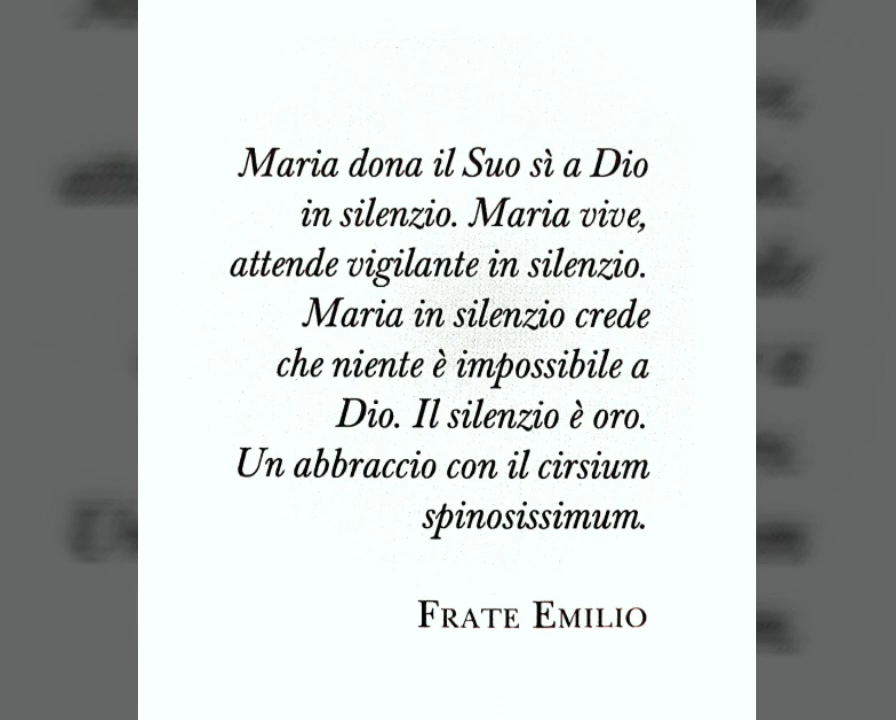 Maria dona il Suo sì a Dio
in silenzio. Maria vive,
attende vigilante in silenzio.
Maria in silenzio crede
che niente è impossibile a
Dio. Il silenzio è oro.
Un abbraccio con il cirsium
spinosissimum.
FRATE EMILIO